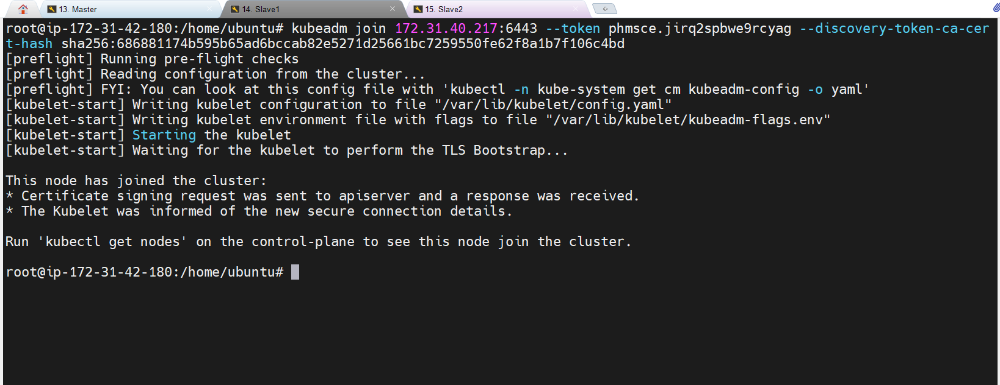 13. Master
14. Slave1
15. Slave2
root@ip-172-31-42-180:/home/ubuntu# kubeadm join 172.31.40.217:6443 --token phmsce.jirq2spbwe9rcyag --discovery-token-ca-cer
t-hash sha256:686881174b595b65ad6bccab82e5271d25661bc7259550fe62f8a1b7f106c4bd
[preflight] Running pre-flight checks
[preflight] Reading configuration from the cluster...
[preflight] FYI: You can look at this config file with 'kubectl -n kube-system get cm kubeadm-config -o yaml'
[kubelet-start] Writing kubelet configuration to file "/var/lib/kubelet/config.yaml"
[kubelet-start] Writing kubelet environment file with flags to file "/var/lib/kubelet/kubeadm-flags.env"
[kubelet-start] Starting the kubelet
[kubelet-start] Waiting for the kubelet to perform the TLS Bootstrap...
This node has joined the cluster:
* Certificate signing request was sent to apiserver and a response was received.
* The Kubelet was informed of the new secure connection details.
Run 'kubectl get nodes' on the control-plane to see this node join the cluster.
root@ip-172-31-42-180:/home/ubuntu#